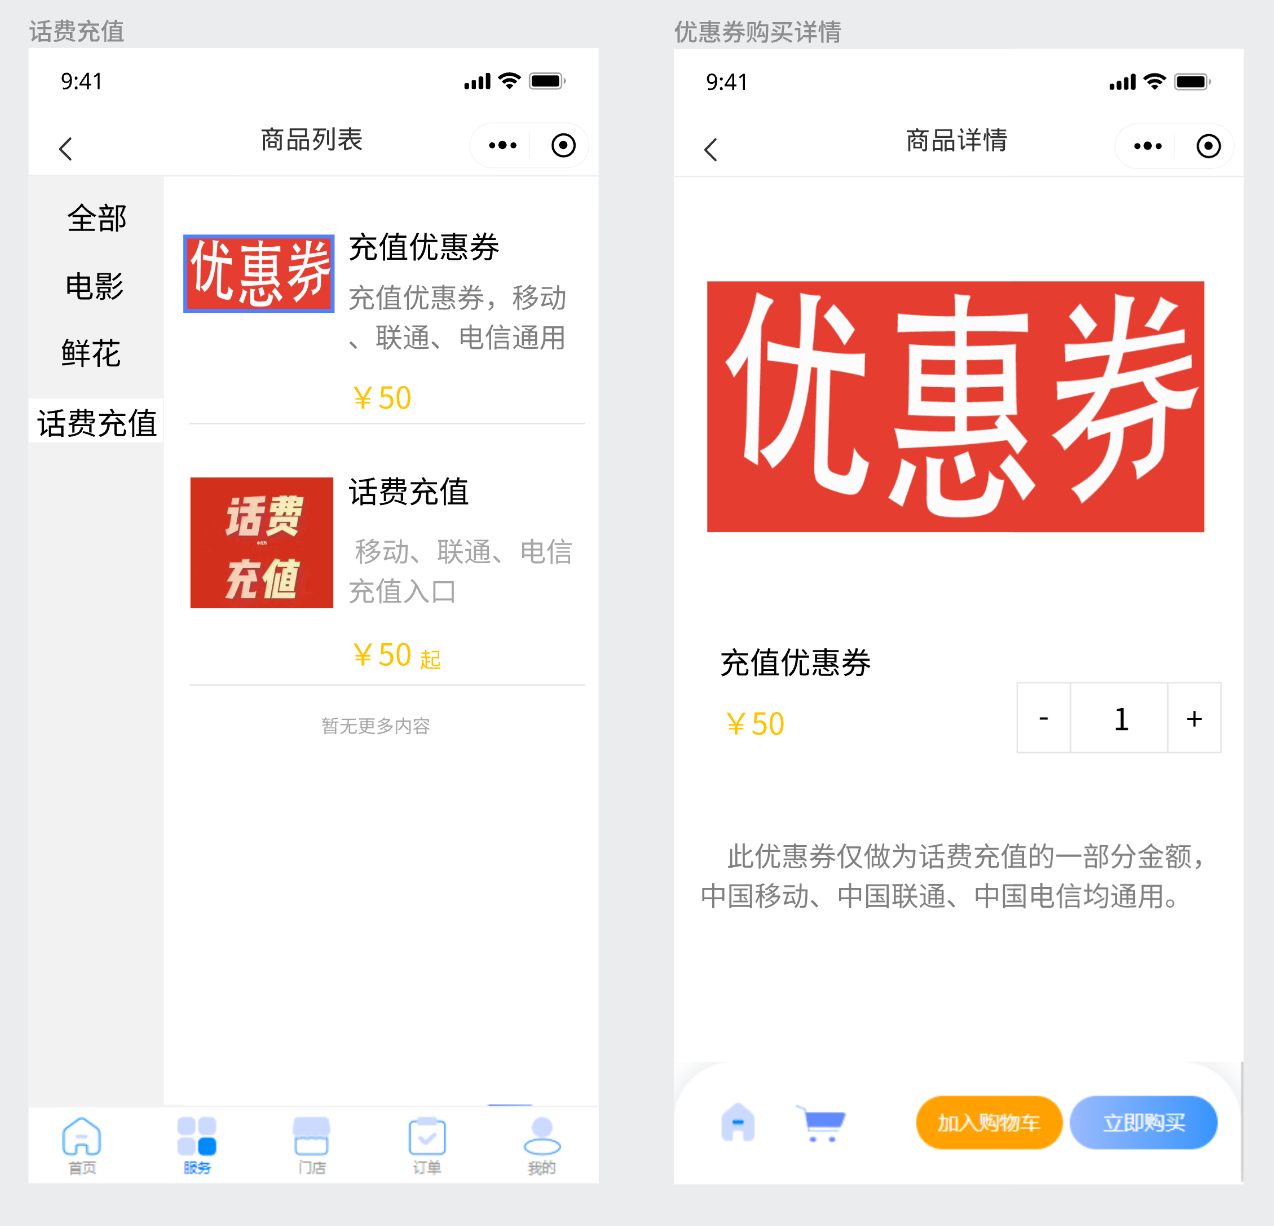 话费充值
9:41
商品列表
全部
电影
鲜花
话费充值
优惠券
充值优惠券
充值优惠券，移动
、联通、电信通用
￥50
话费
充值
话费充值
移动、联通、电信
充值入口
￥50 起
暂无更多内容
首页
服务
门店
订单
我的
优惠券购买详情
9:41
商品详情
优惠券
充值优惠券
￥50
- 1 +
此优惠券仅做为话费充值的一部分金额，
中国移动、中国联通、中国电信均通用。
加入购物车
立即购买